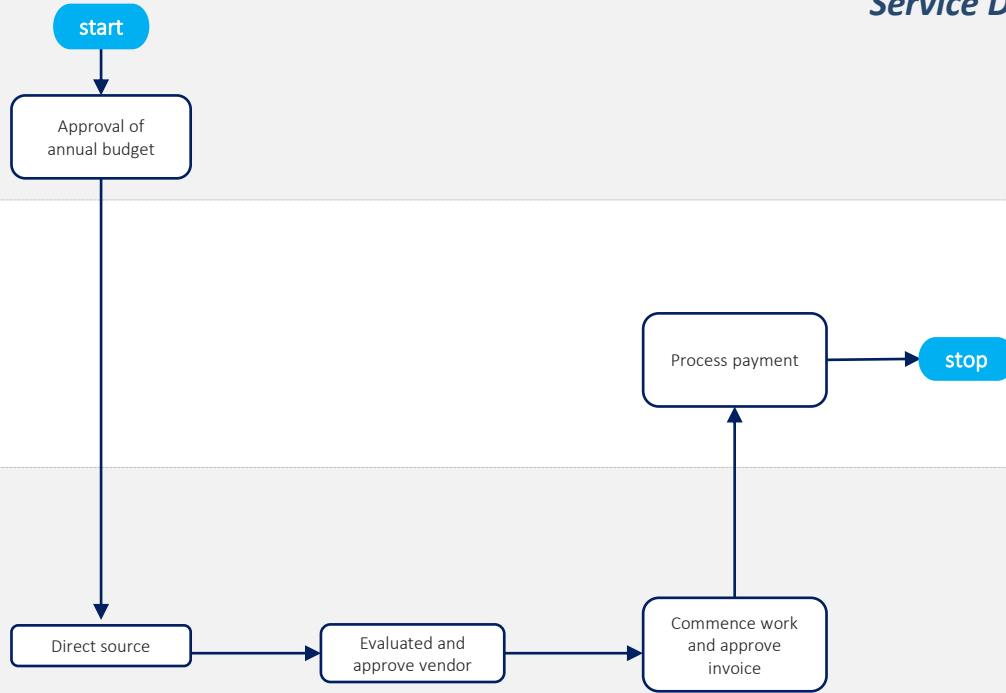 Service D
start
Approval of
annual budget
Process payment
stop
Direct source
Evaluated and
approve vendor
Commence work
and approve
invoice